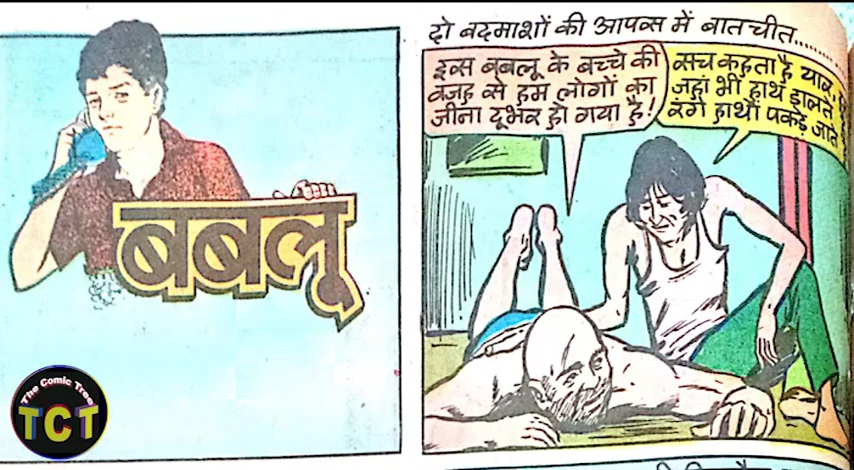 बबलू
The Comic Tree
TCT
दो बदमाशों की आपस में बातचीत........
इस बबलू के बच्चे की
वजह से हम लोगों का
जीना दूभर हो गया है!
सच कहता है यार,
जहां भी हाथ डालते
रंगे हाथों पकड़े जाते